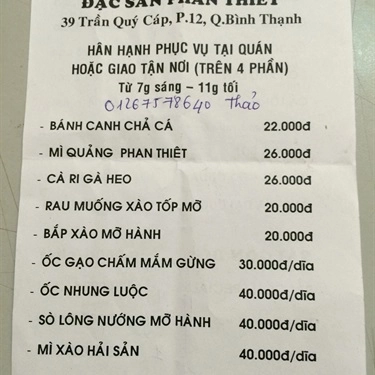 ĐẶC SẢN PHAN THIẾT
39 Trần Quý Cáp, P.12, Q.Bình Thạnh
HÂN HẠNH PHỤC VỤ TẠI QUÁN
HOẶC GIAO TẬN NƠI (TRÊN 4 PHẦN)
Từ 7g sáng - 11g tối
01267578640 Thảo
- BÁNH CANH CHẢ CÁ 22.000đ
- MÌ QUẢNG PHAN THIẾT 26.000đ
- CÀ RI GÀ HEO 26.000đ
- RAU MUỐNG XÀO TỐP MỠ 20.000đ
- BẮP XÀO MỠ HÀNH 20.000đ
- ỐC GẠO CHẤM MẮM GỪNG 30.000đ/dĩa
- ỐC NHUNG LUỘC 40.000đ/dĩa
- SÒ LÔNG NƯỚNG MỠ HÀNH 40.000đ/dĩa
- MÌ XÀO HẢI SẢN 40.000đ/dĩa